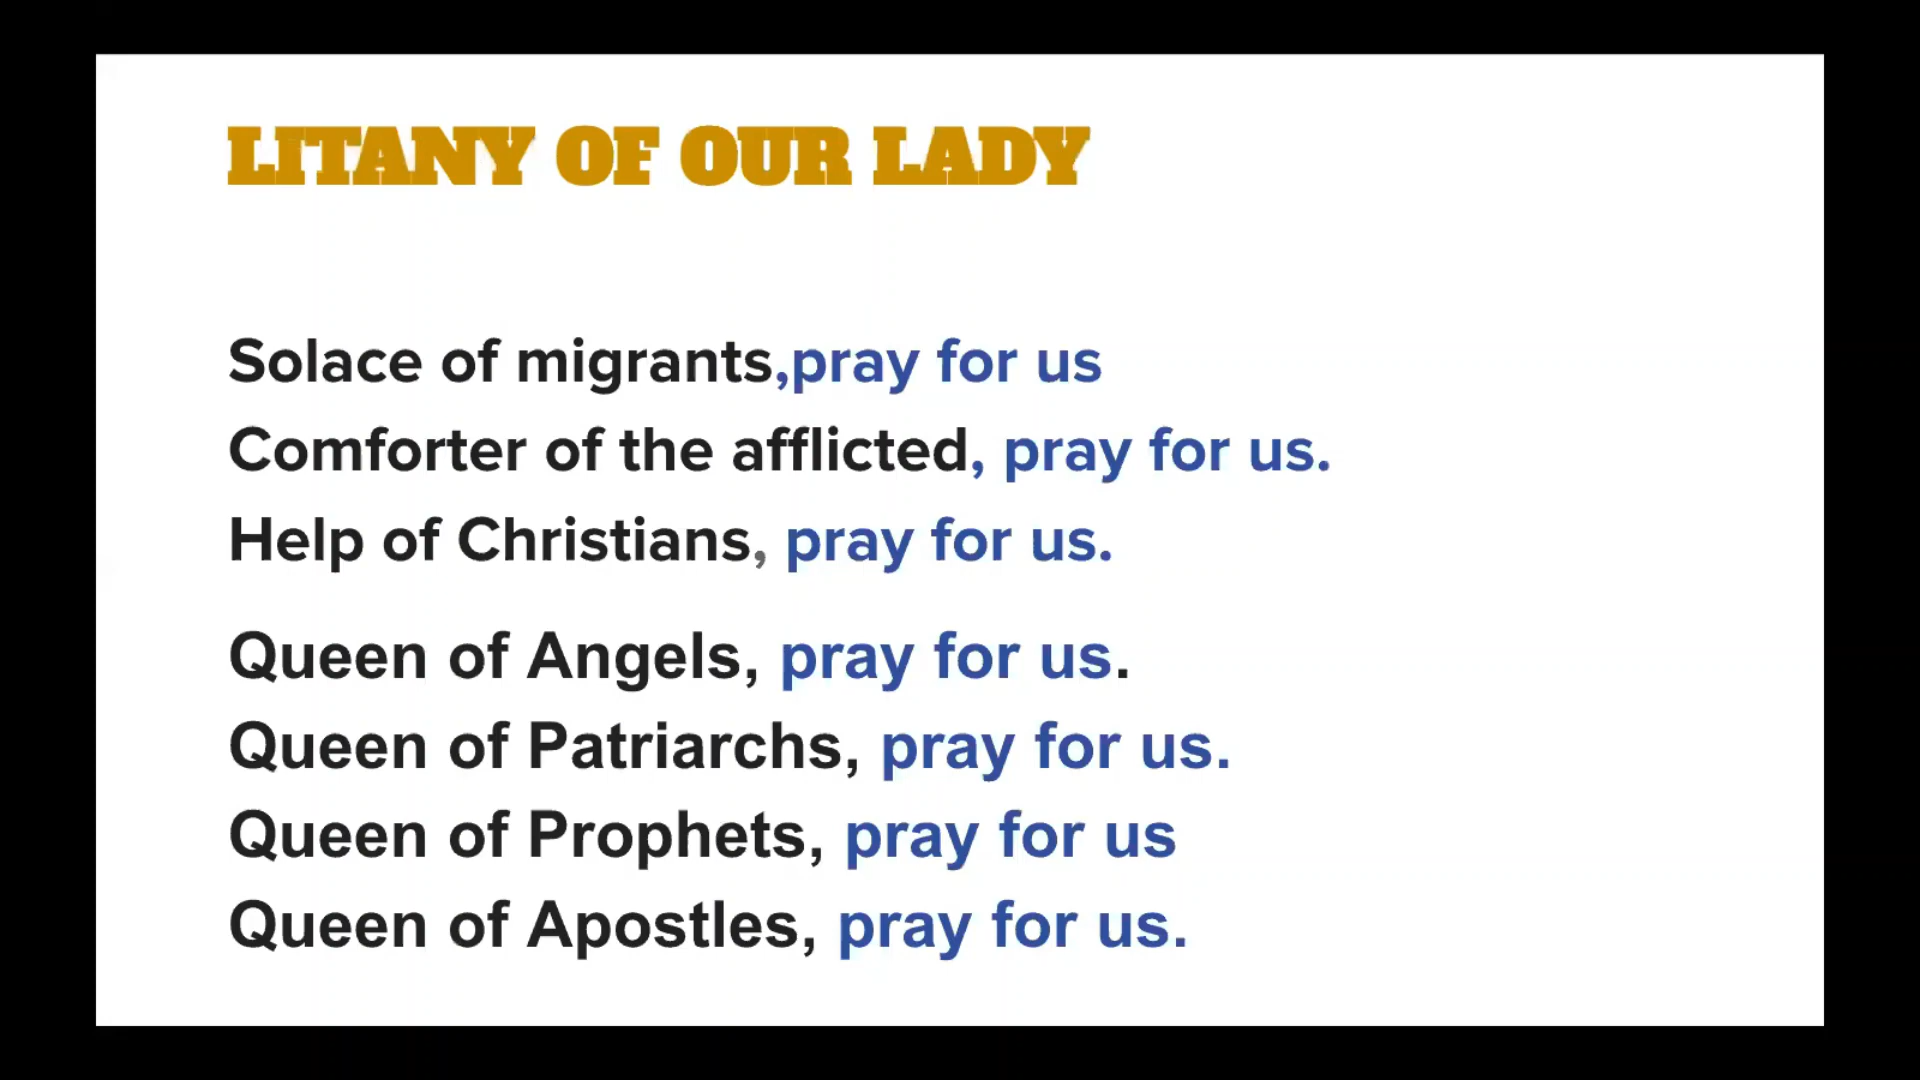 LITANY OF OUR LADY
Solace of migrants,pray for us
Comforter of the afflicted, pray for us.
Help of Christians, pray for us.
Queen of Angels, pray for us.
Queen of Patriarchs, pray for us.
Queen of Prophets, pray for us
Queen of Apostles, pray for us.